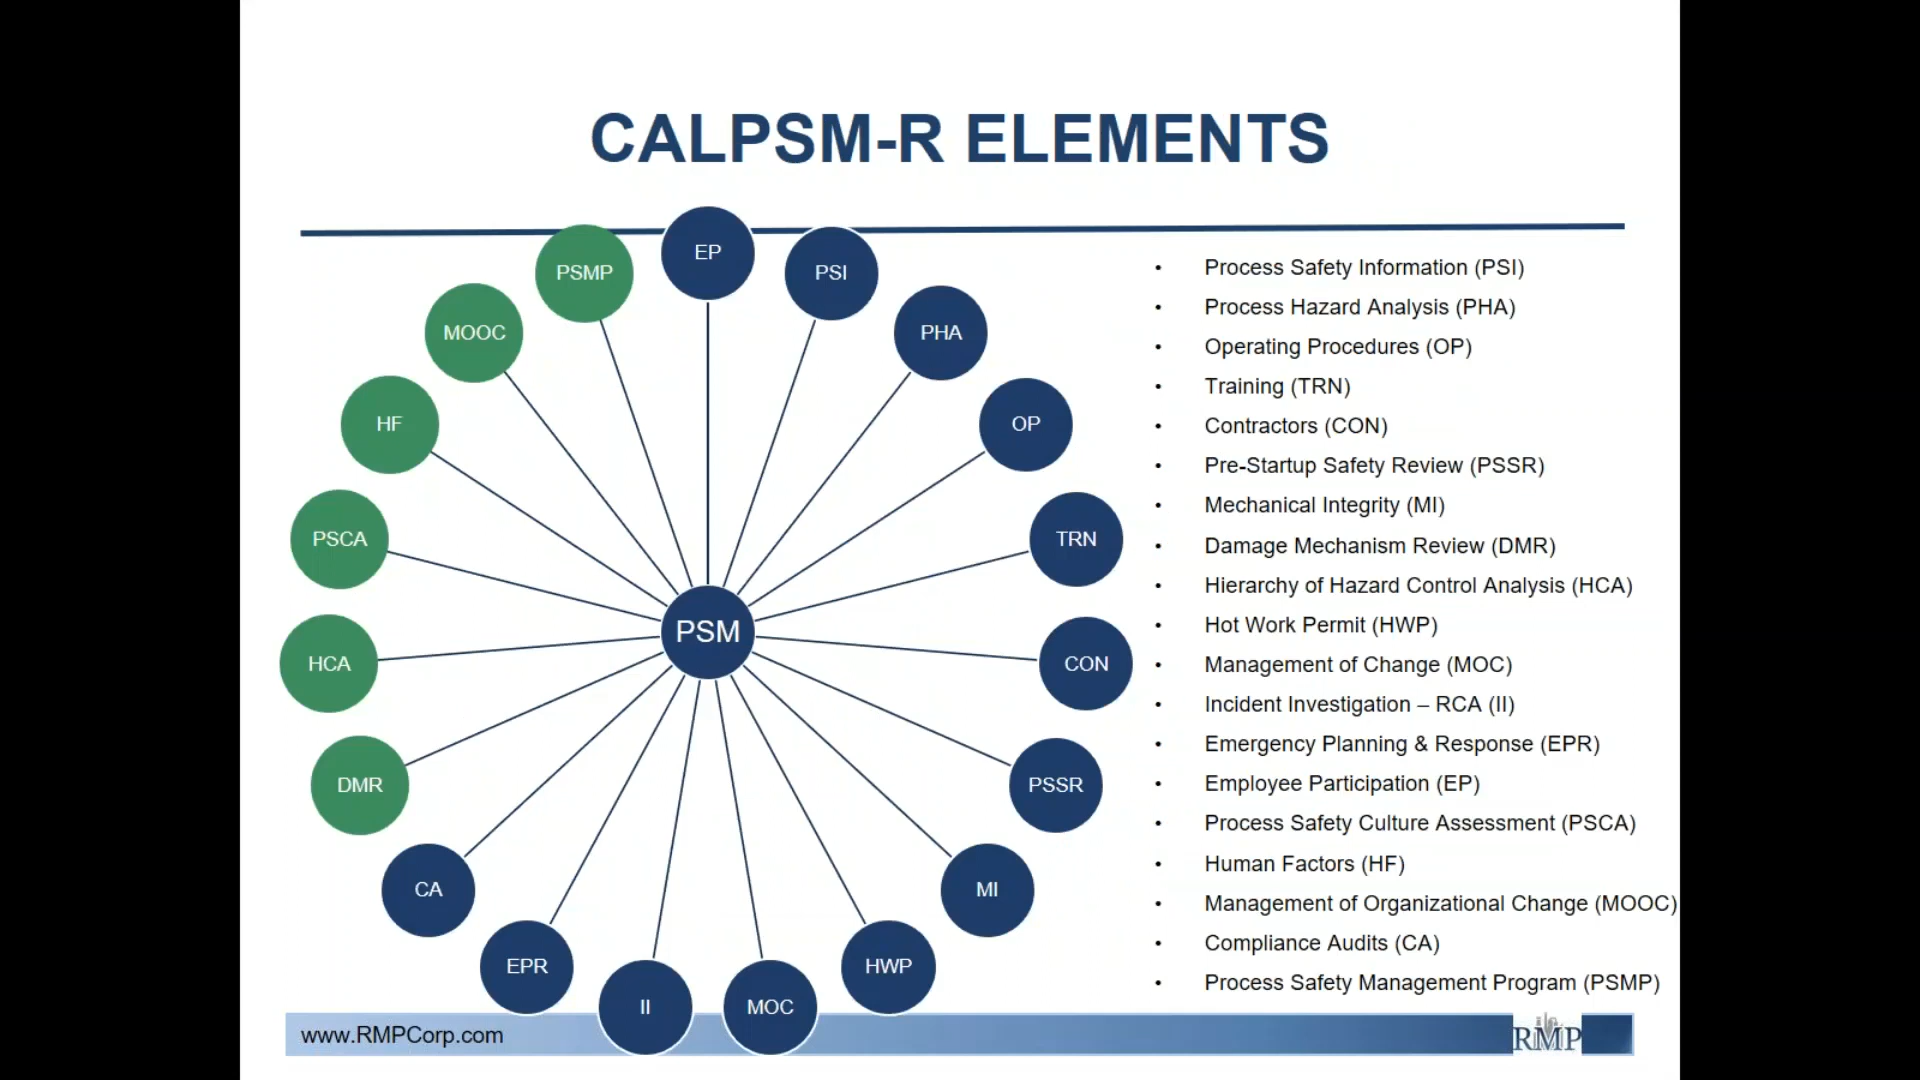 CALPSM-R ELEMENTS
EP
PSI
PHA
OP
TRN
CON
PSSR
MI
HWP
MOC
II
EPR
CA
DMR
HCA
PSCA
HF
MOOC
PSMP
PSM
• Process Safety Information (PSI)
• Process Hazard Analysis (PHA)
• Operating Procedures (OP)
• Training (TRN)
• Contractors (CON)
• Pre-Startup Safety Review (PSSR)
• Mechanical Integrity (MI)
• Damage Mechanism Review (DMR)
• Hierarchy of Hazard Control Analysis (HCA)
• Hot Work Permit (HWP)
• Management of Change (MOC)
• Incident Investigation – RCA (II)
• Emergency Planning & Response (EPR)
• Employee Participation (EP)
• Process Safety Culture Assessment (PSCA)
• Human Factors (HF)
• Management of Organizational Change (MOOC)
• Compliance Audits (CA)
• Process Safety Management Program (PSMP)
www.RMPCorp.com
RMP